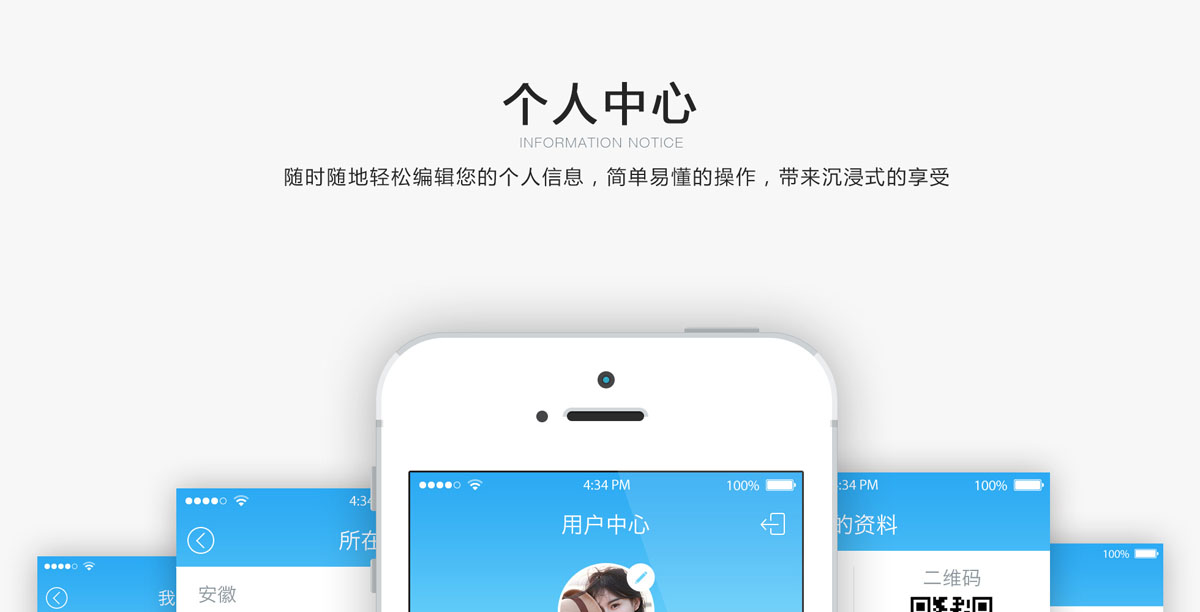 个人中心
INFORMATION NOTICE
随时随地轻松编辑您的个人信息，简单易懂的操作，带来沉浸式的享受
4:34 PM
100%
用户中心
:34 PM
100%
的资料
二维码
4:34
所在
安徽
我
100%